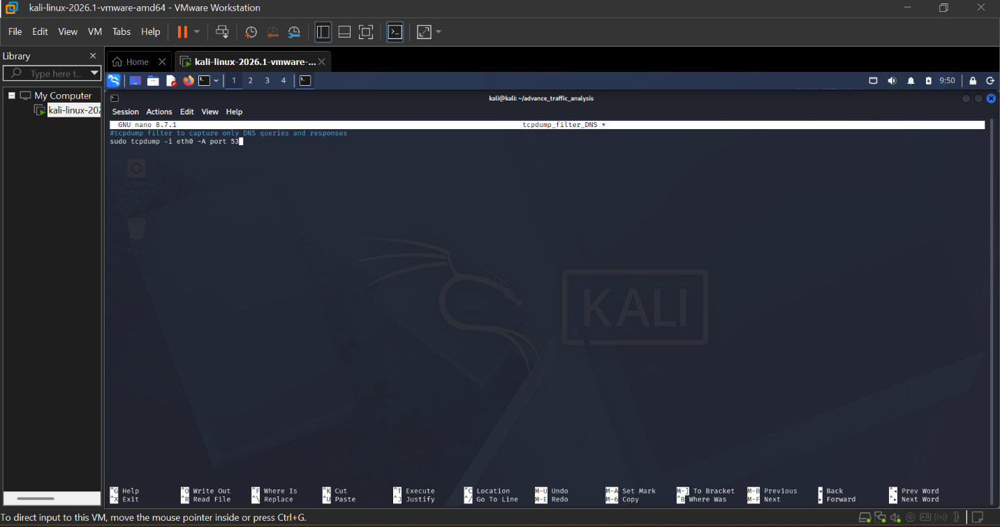 kali-linux-2026.1-vmware-amd64 - VMware Workstation
File Edit View VM Tabs Help
Library
Home
kali-linux-2026.1-vmware-...
Type here t...
1 2 3 4
9:50
My Computer
kali-linux-202
kali@kali: ~/advance_traffic_analysis
Session Actions Edit View Help
GNU nano 8.7.1 tcpdump_filter_DNS *
#tcpdump filter to capture only DNS queries and responses
sudo tcpdump -i eth0 -A port 53
KALI
^G Help ^O Write Out ^F Where Is ^K Cut ^T Execute ^C Location M-U Undo M-A Set Mark M-] To Bracket M-B Previous ◂ Back ^◂ Prev Word
^X Exit ^R Read File ^\ Replace ^U Paste ^J Justify ^/ Go To Line M-E Redo M-6 Copy ^B Where Was M-F Next ▸ Forward ^▸ Next Word
To direct input to this VM, move the mouse pointer inside or press Ctrl+G.